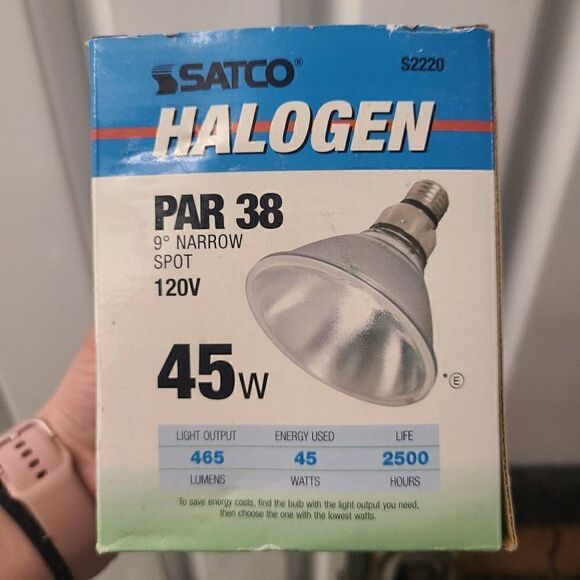 SATCO® S2220
HALOGEN
PAR 38
9° NARROW
SPOT
120V
45W
*Ⓔ
LIGHT OUTPUT ENERGY USED LIFE
465 45 2500
LUMENS WATTS HOURS
To save energy costs, find the bulb with the light output you need,
then choose the one with the lowest watts.